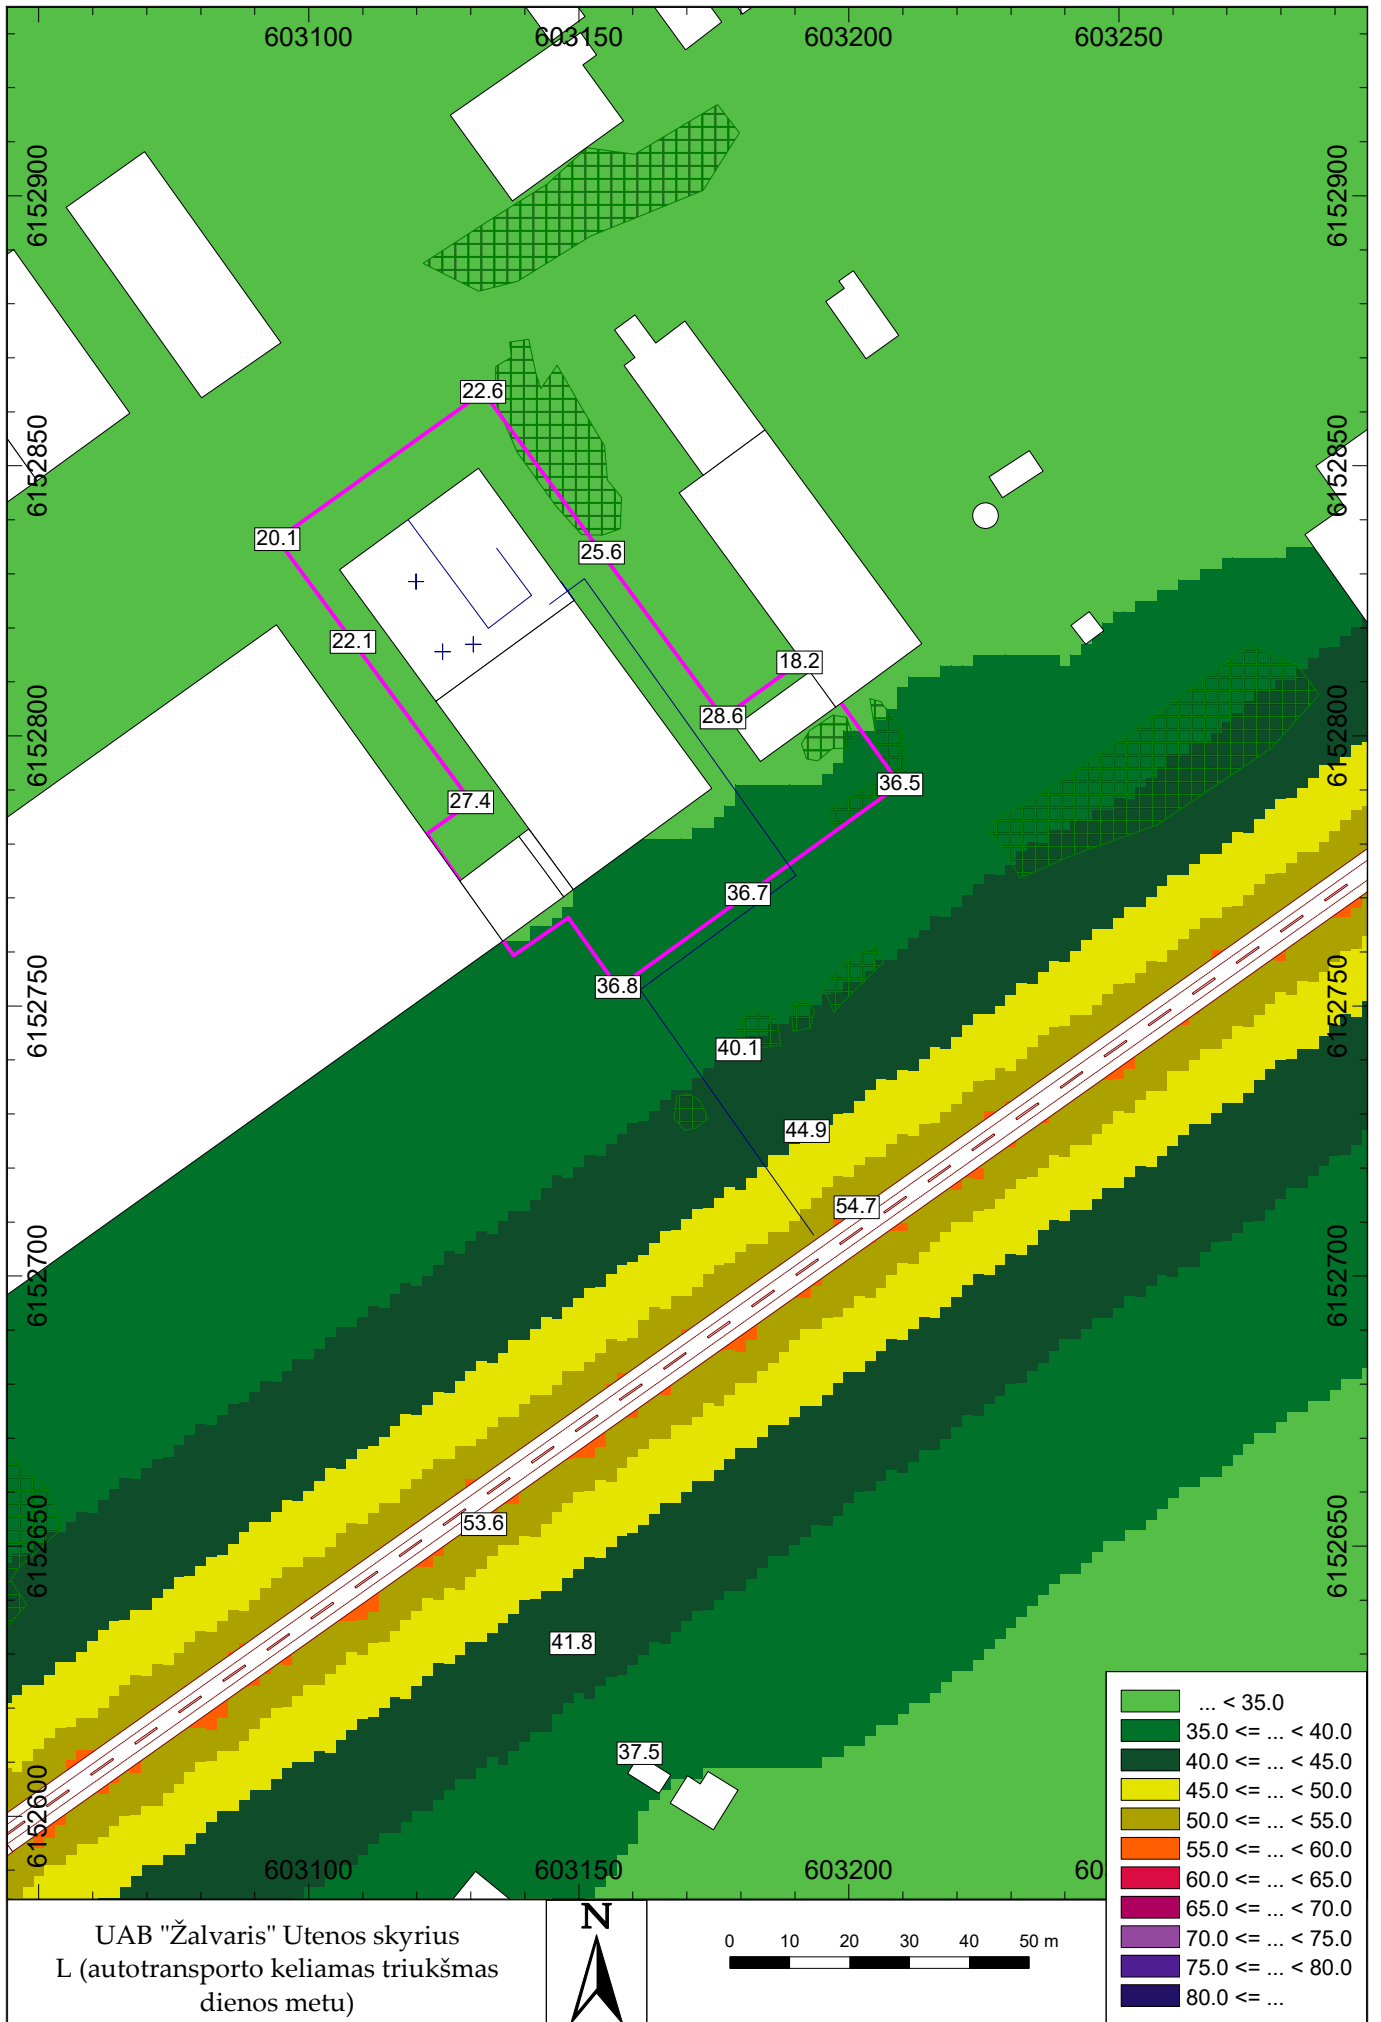 603100 603150 603200 603250
6152900 6152900
22.6
6152850 6152850
20.1
25.6
22.1
18.2
28.6
6152800 6152800
36.5
27.4
36.7
36.8
6152750 6152750
40.1
44.9
54.7
6152700 6152700
53.6
6152650 6152650
41.8
37.5
6152600
603100 603150 603200 60
... < 35.0
35.0 <= ... < 40.0
40.0 <= ... < 45.0
45.0 <= ... < 50.0
50.0 <= ... < 55.0
55.0 <= ... < 60.0
60.0 <= ... < 65.0
65.0 <= ... < 70.0
70.0 <= ... < 75.0
75.0 <= ... < 80.0
80.0 <= ...
UAB "Žalvaris" Utenos skyrius
L (autotransporto keliamas triukšmas
dienos metu)
N
0 10 20 30 40 50 m